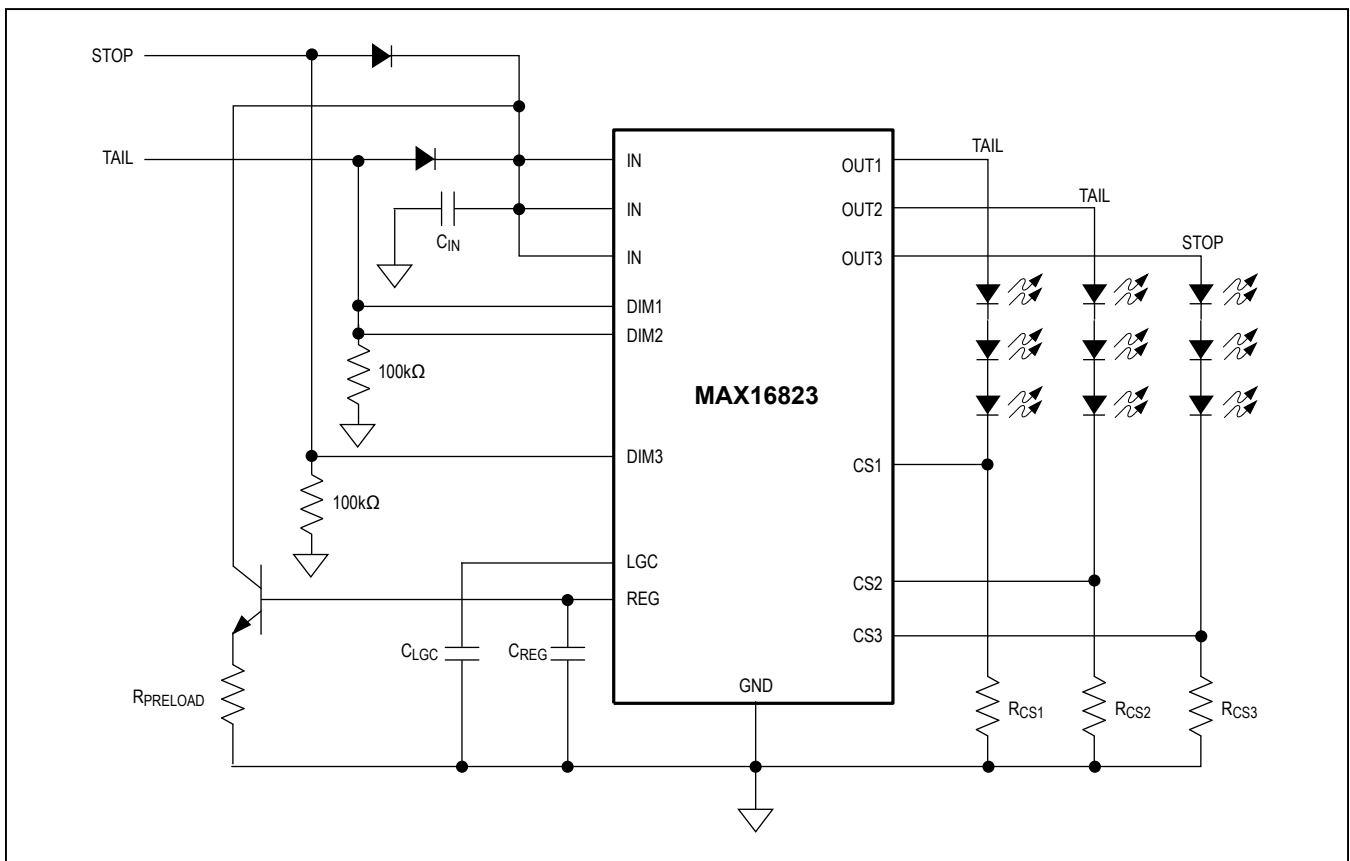 STOP
TAIL
TAIL
TAIL
STOP
IN
IN
IN
DIM1
DIM2
DIM3
LGC
REG
OUT1
OUT2
OUT3
CS1
CS2
CS3
GND
MAX16823
CIN
100kΩ
100kΩ
CLGC
CREG
RPRELOAD
RCS1
RCS2
RCS3